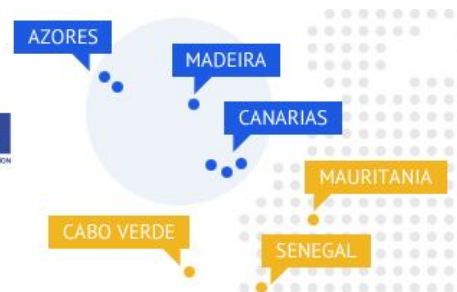 AZORES
MADEIRA
CANARIAS
MAURITANIA
CABO VERDE
SENEGAL